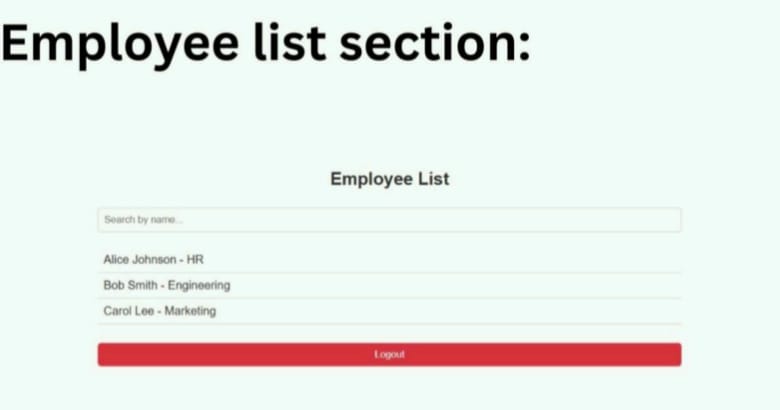 Employee list section:
Employee List
Search by name...
Alice Johnson - HR
Bob Smith - Engineering
Carol Lee - Marketing
Logout